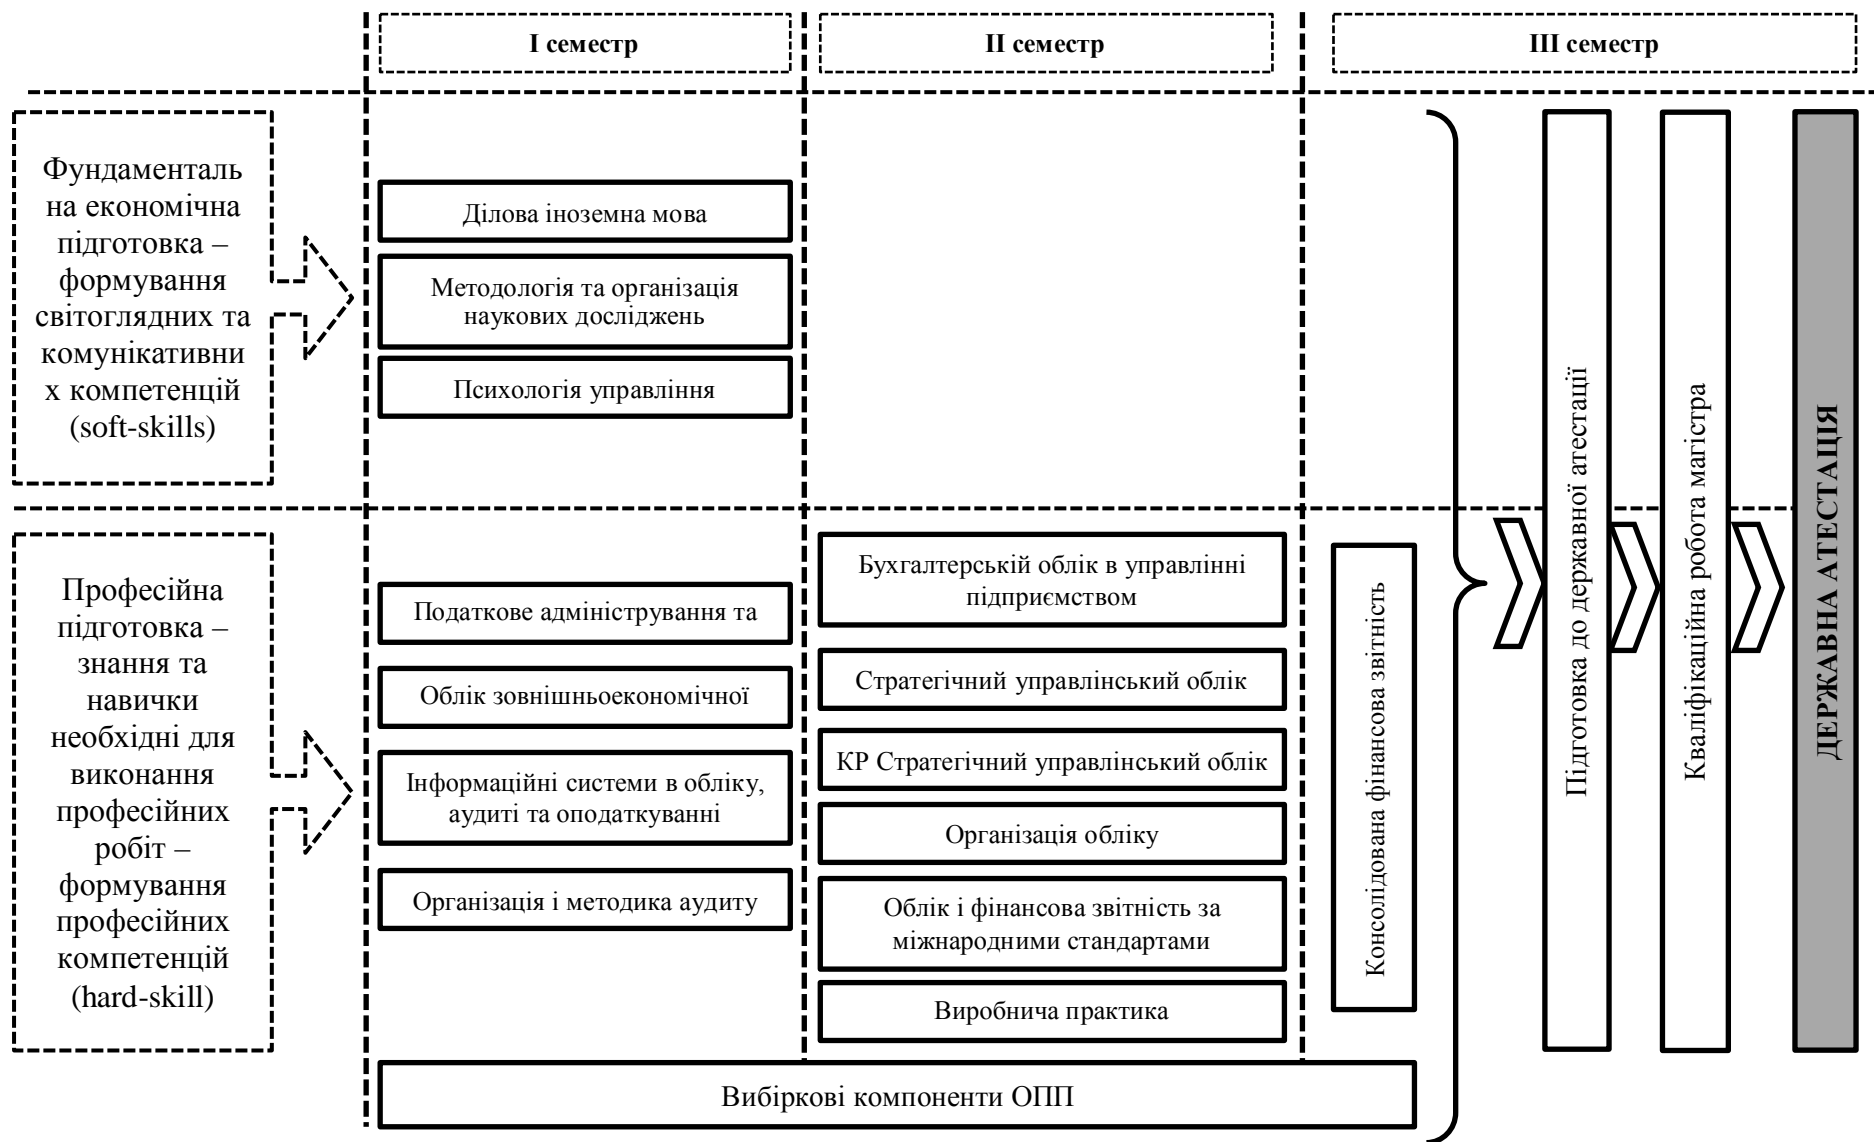 І семестр
ІІ семестр
ІІІ семестр
Фундаменталь
на економічна
підготовка –
формування
світоглядних та
комунікативни
х компетенцій
(soft-skills)
Ділова іноземна мова
Методологія та організація
наукових досліджень
Психологія управління
Професійна
підготовка –
знання та
навички
необхідні для
виконання
професійних
робіт –
формування
професійних
компетенцій
(hard-skill)
Податкове адміністрування та
Облік зовнішньоекономічної
Інформаційні системи в обліку,
аудиті та оподаткуванні
Організація і методика аудиту
Бухгалтерській облік в управлінні
підприємством
Стратегічний управлінський облік
КР Стратегічний управлінський облік
Організація обліку
Облік і фінансова звітність за
міжнародними стандартами
Виробнича практика
Консолідована фінансова звітність
Вибіркові компоненти ОПП
Підготовка до державної атестації
Кваліфікаційна робота магістра
ДЕРЖАВНА АТЕСТАЦІЯ